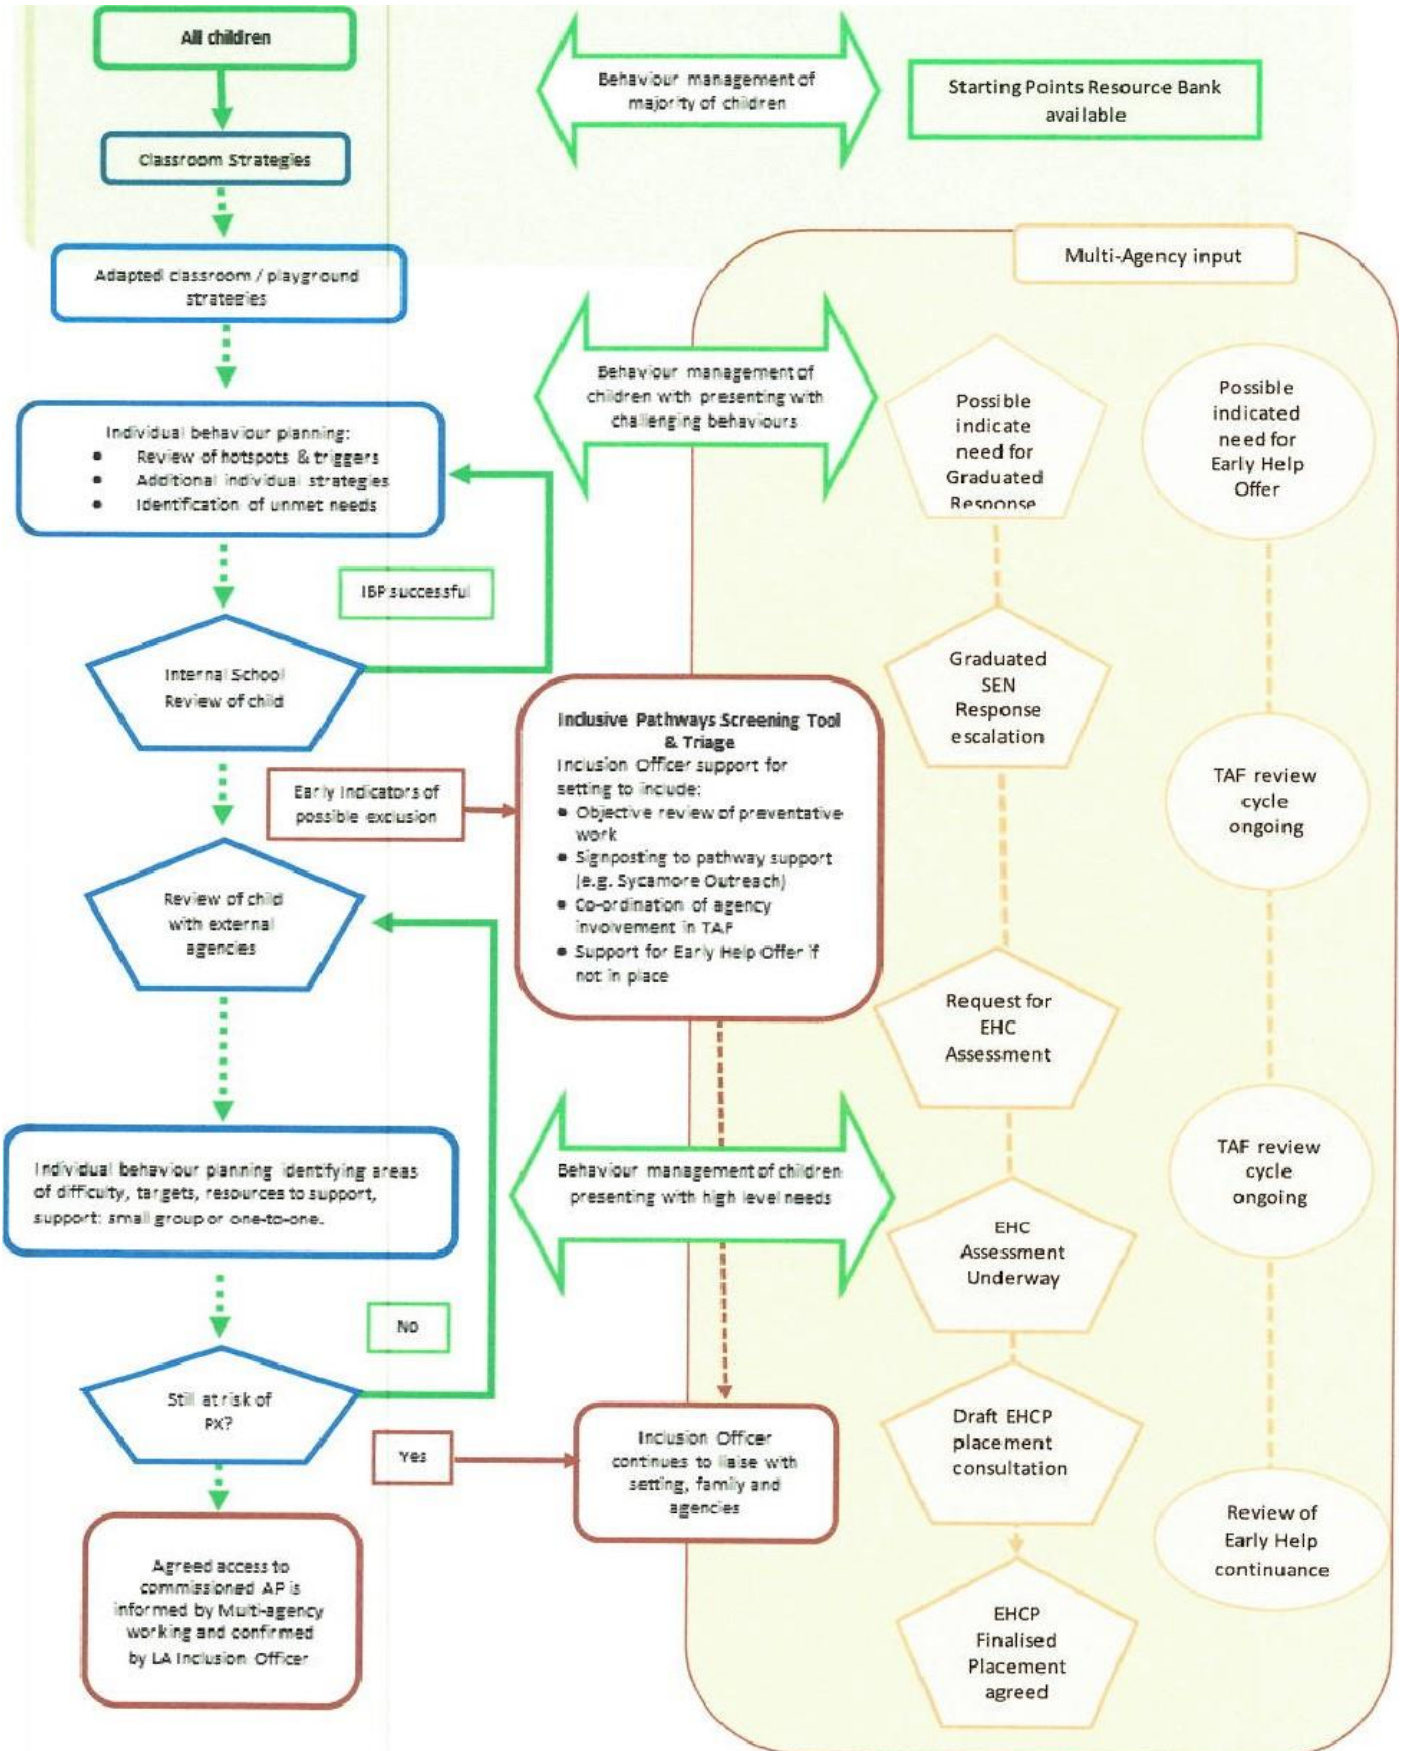 All children
Behaviour management of
majority of children
Starting Points Resource Bank
available
Classroom Strategies
Adapted classroom / playground
strategies
Multi-Agency input
Behaviour management of
children with presenting with
challenging behaviours
Possible
indicate
need for
Graduated
Response
Possible
indicated
need for
Early Help
Offer
Individual behaviour planning:
• Review of hotspots & triggers
• Additional individual strategies
• Identification of unmet needs
IBP successful
Internal School
Review of child
Graduated
SEN
Response
escalation
Early Indicators of
possible exclusion
Inclusive Pathways Screening Tool
& Triage
Inclusion Officer support for
setting to include:
• Objective review of preventative
work
• Signposting to pathway support
(e.g. Sycamore Outreach)
• Co-ordination of agency
involvement in TAF
• Support for Early Help Offer if
not in place
TAF review
cycle
ongoing
Review of child
with external
agencies
Request for
EHC
Assessment
Individual behaviour planning identifying areas
of difficulty, targets, resources to support,
support: small group or one-to-one.
Behaviour management of children
presenting with high level needs
TAF review
cycle
ongoing
EHC
Assessment
Underway
No
Still at risk of
PX?
Yes
Inclusion Officer
continues to liaise with
setting, family and
agencies
Draft EHCP
placement
consultation
Review of
Early Help
continuance
Agreed access to
commissioned AP is
informed by Multi-agency
working and confirmed
by LA Inclusion Officer
EHCP
Finalised
Placement
agreed